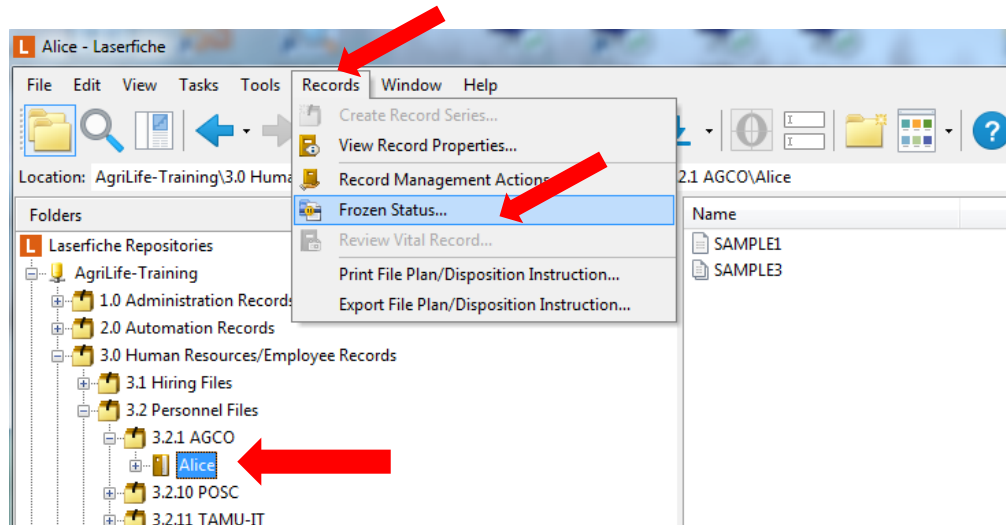 L Alice - Laserfiche
File Edit View Tasks Tools Records Window Help
Create Record Series...
View Record Properties...
Record Management Action
Frozen Status...
Review Vital Record...
Print File Plan/Disposition Instruction...
Export File Plan/Disposition Instruction...
Location: AgriLife-Training\3.0 Huma 2.1 AGCO\Alice
Folders
Name
L Laserfiche Repositories
SAMPLE1
AgriLife-Training
SAMPLE3
1.0 Administration Records
2.0 Automation Records
3.0 Human Resources/Employee Records
3.1 Hiring Files
3.2 Personnel Files
3.2.1 AGCO
Alice
3.2.10 POSC
3.2.11 TAMU-IT